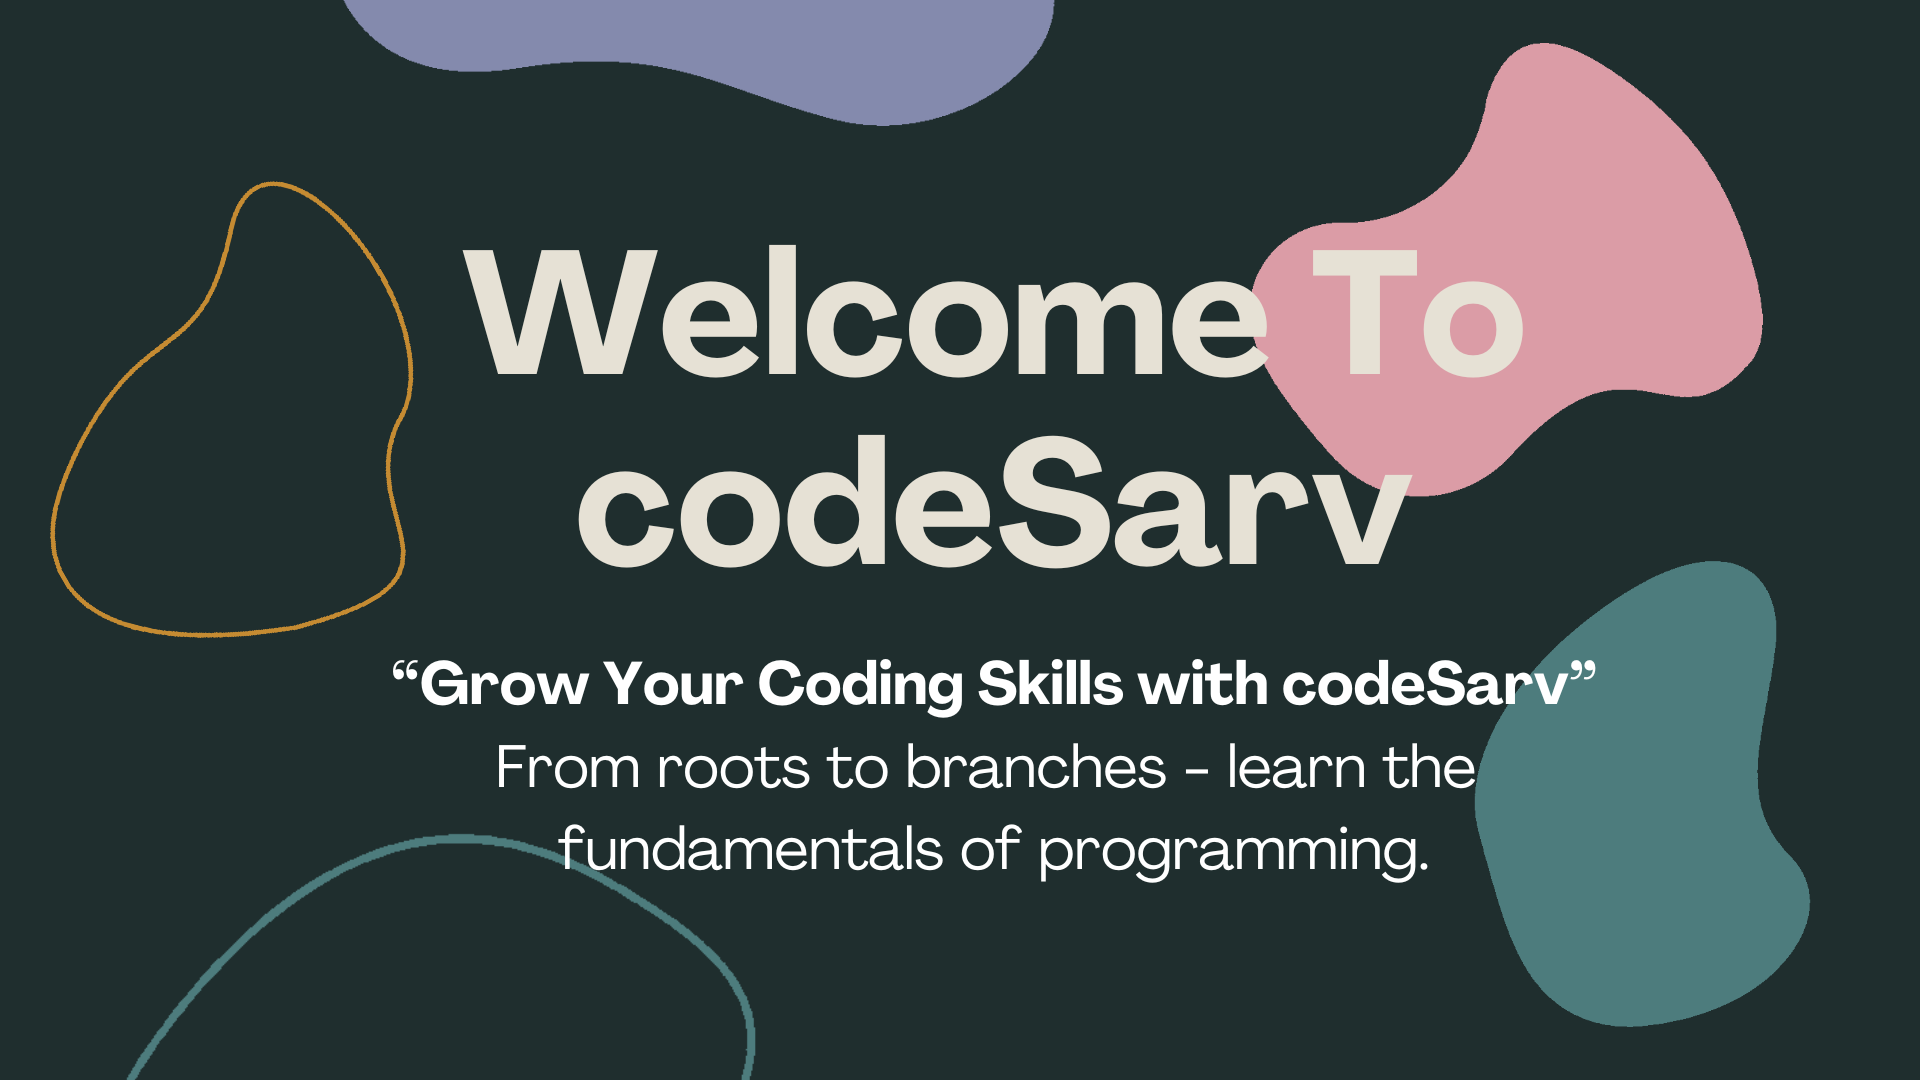 Welcome To
codeSarv
“Grow Your Coding Skills with codeSarv”
From roots to branches – learn the
fundamentals of programming.